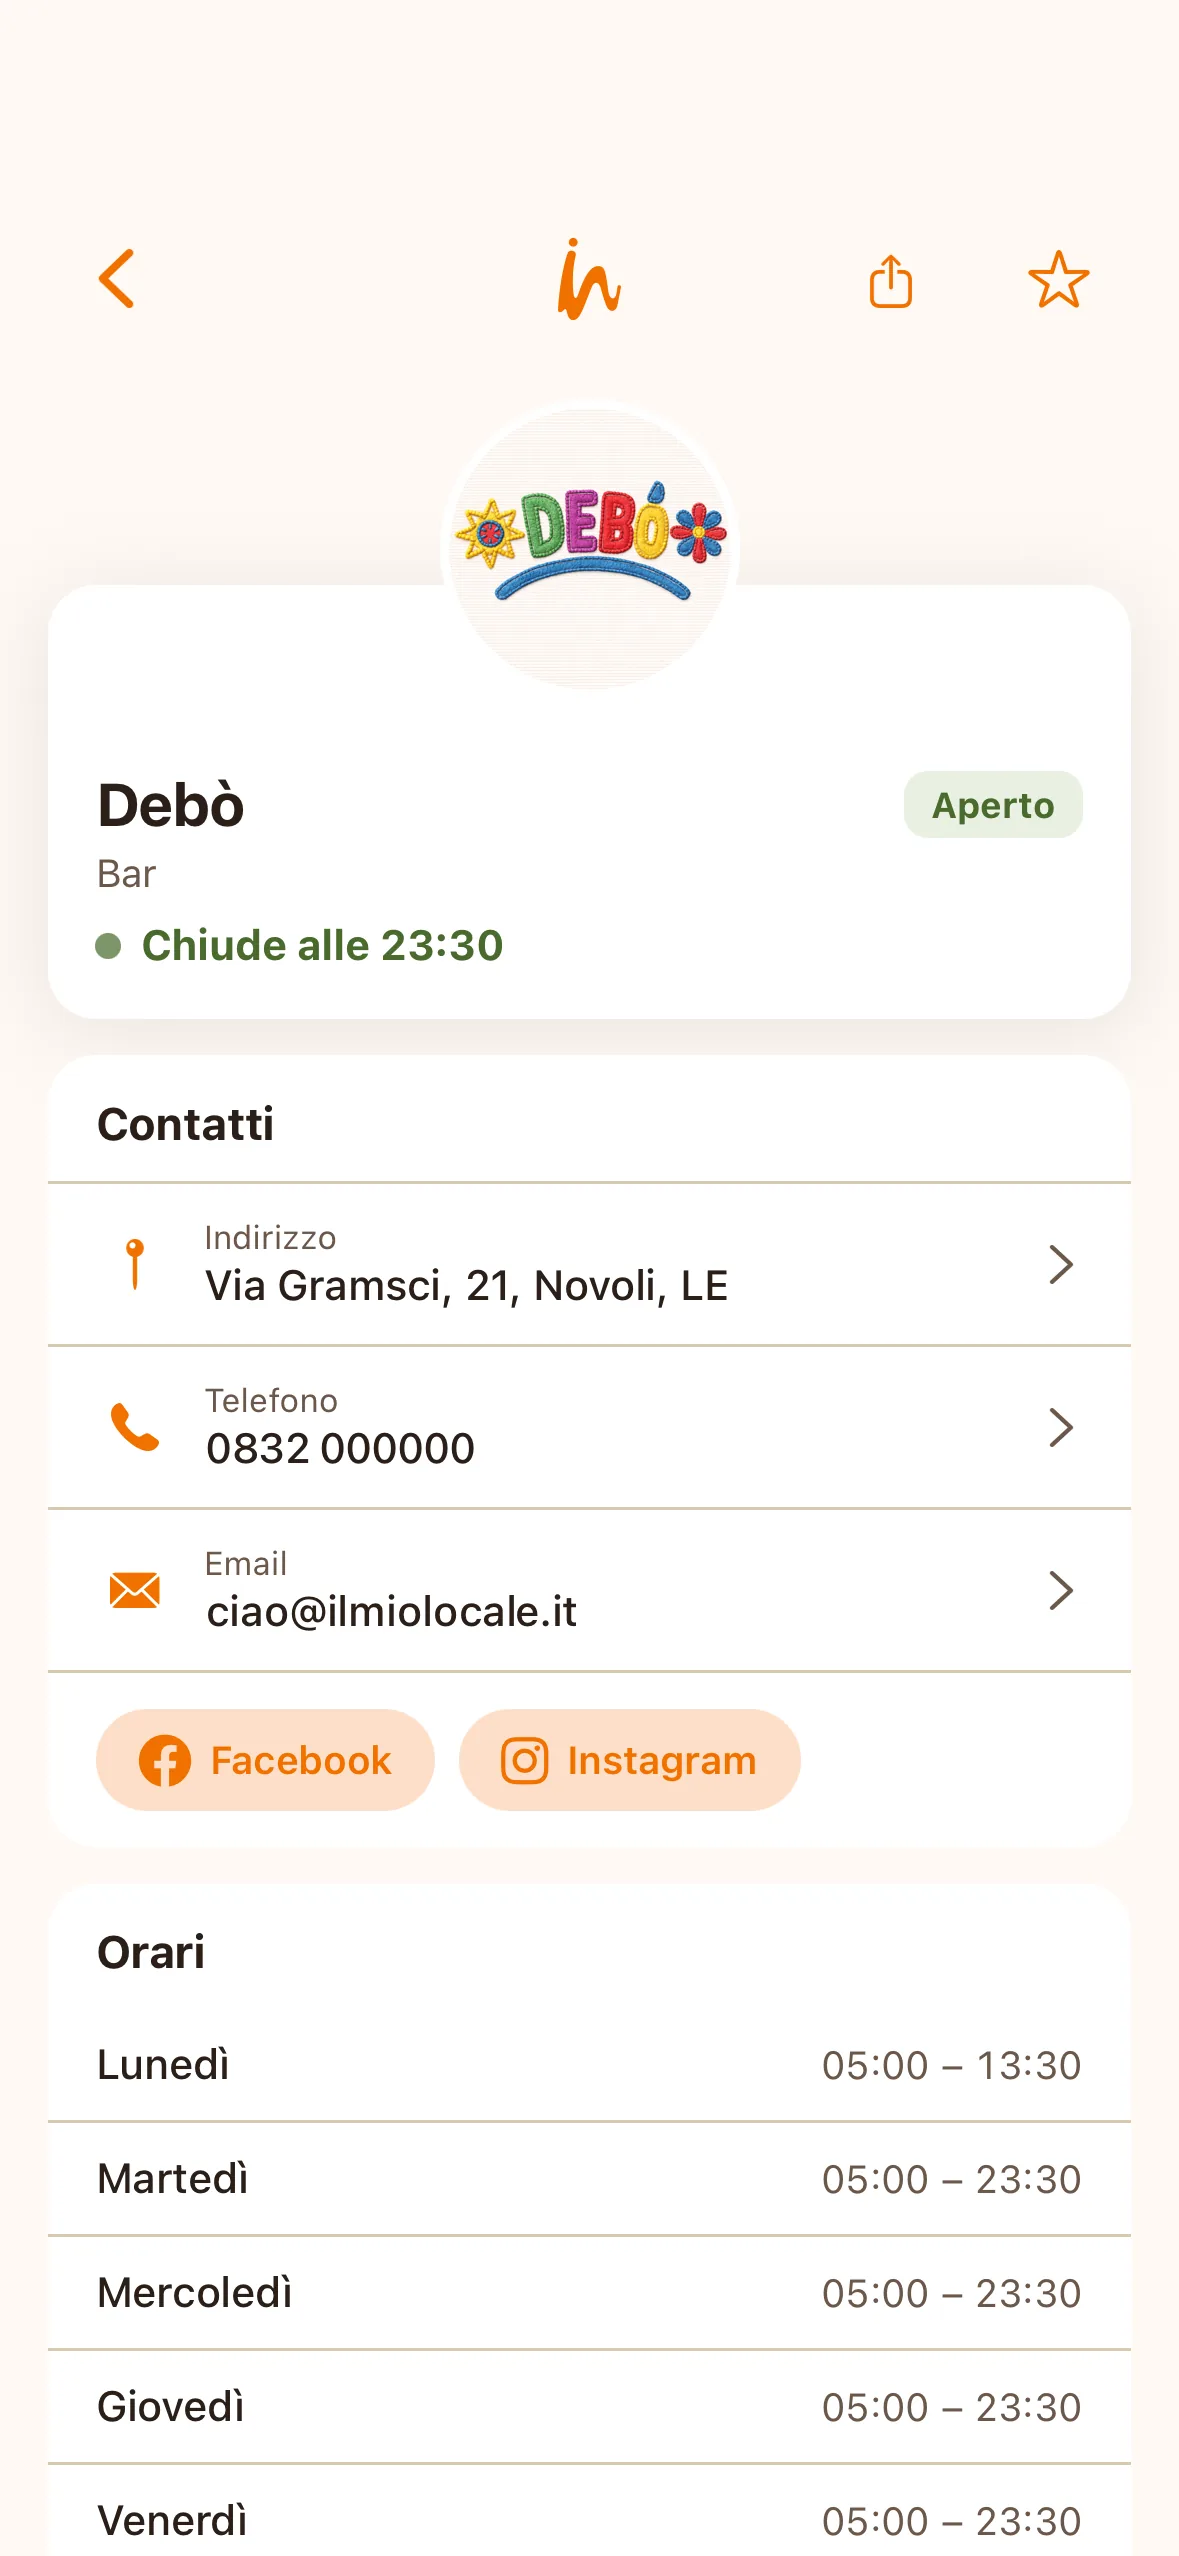 in
DEBÓ
Debò
Aperto
Bar
Chiude alle 23:30
Contatti
Indirizzo
Via Gramsci, 21, Novoli, LE
Telefono
0832 000000
Email
ciao@ilmiolocale.it
Facebook
Instagram
Orari
Lunedì 05:00 – 13:30
Martedì 05:00 – 23:30
Mercoledì 05:00 – 23:30
Giovedì 05:00 – 23:30
Venerdì 05:00 – 23:30